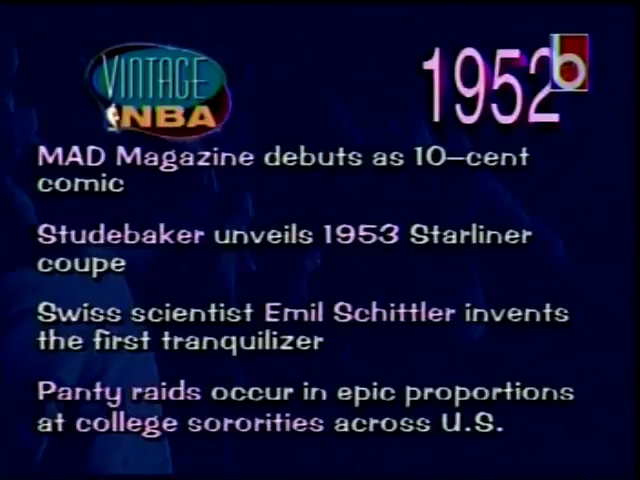 VINTAGE
NBA
1952
b
MAD Magazine debuts as 10–cent
comic
Studebaker unveils 1953 Starliner
coupe
Swiss scientist Emil Schittler invents
the first tranquilizer
Panty raids occur in epic proportions
at college sororities across U.S.